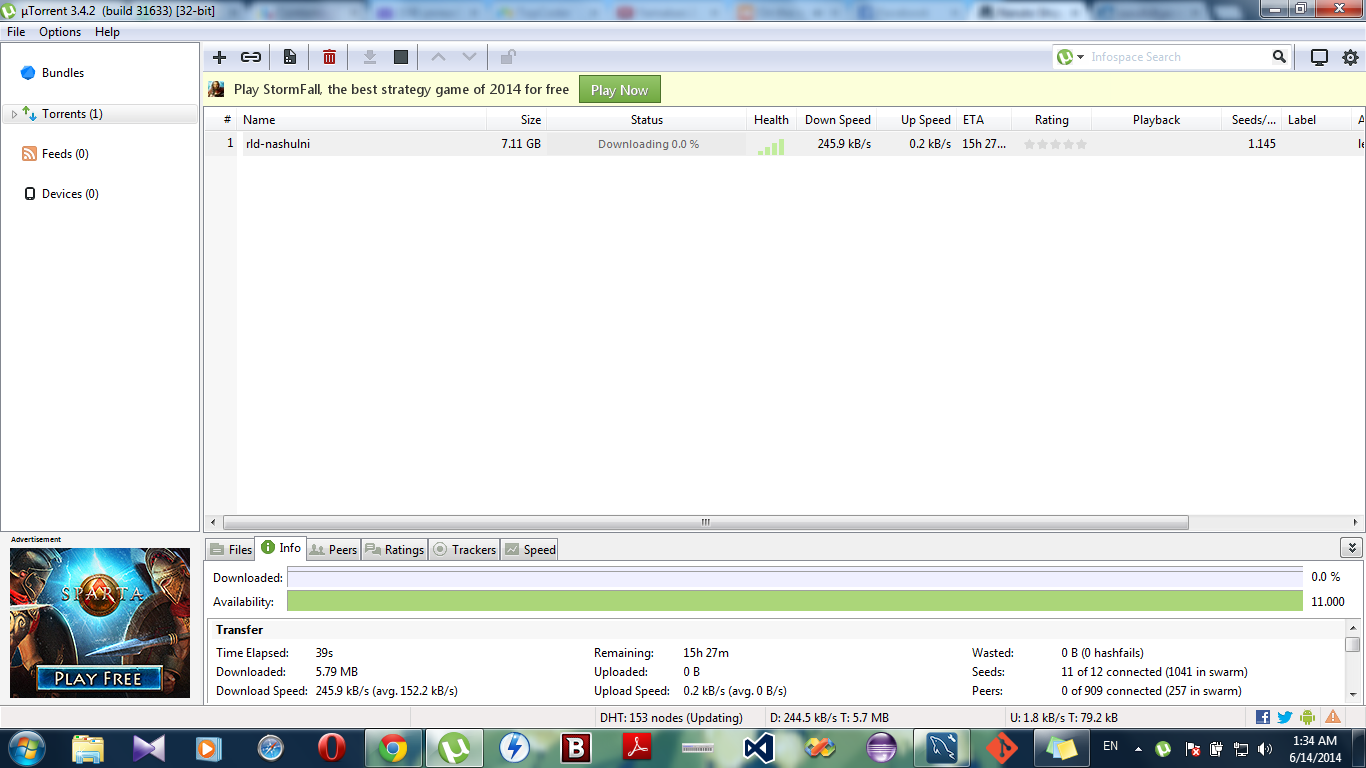 µTorrent 3.4.2 (build 31633) [32-bit]
File Options Help
Bundles
Torrents (1)
Feeds (0)
Devices (0)
Infospace Search
Play StormFall, the best strategy game of 2014 for free Play Now
# Name Size Status Health Down Speed Up Speed ETA Rating Playback Seeds/... Label A
1 rld-nashulni 7.11 GB Downloading 0.0 % 245.9 kB/s 0.2 kB/s 15h 27... 1.145
Advertisement
SPARTA
PLAY FREE
Files Info Peers Ratings Trackers Speed
Downloaded: 0.0 %
Availability: 11.000
Transfer
Time Elapsed: 39s Remaining: 15h 27m Wasted: 0 B (0 hashfails)
Downloaded: 5.79 MB Uploaded: 0 B Seeds: 11 of 12 connected (1041 in swarm)
Download Speed: 245.9 kB/s (avg. 152.2 kB/s) Upload Speed: 0.2 kB/s (avg. 0 B/s) Peers: 0 of 909 connected (257 in swarm)
DHT: 153 nodes (Updating) D: 244.5 kB/s T: 5.7 MB U: 1.8 kB/s T: 79.2 kB
B
EN
1:34 AM
6/14/2014